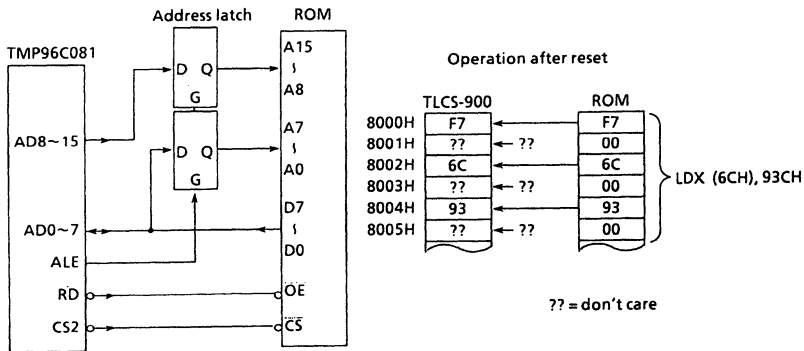 Address latch
ROM
TMP96C081
A15
∫
D Q
A8
G
AD8~15
A7
D Q
∫
A0
G
D7
AD0~7
∫
D0
ALE
RD
OE
CS2
CS
Operation after reset
TLCS-900
ROM
8000H F7 F7
8001H ?? ?? 00
8002H 6C 6C
8003H ?? ?? 00
8004H 93 93
8005H ?? ?? 00
LDX (6CH), 93CH
?? = don't care